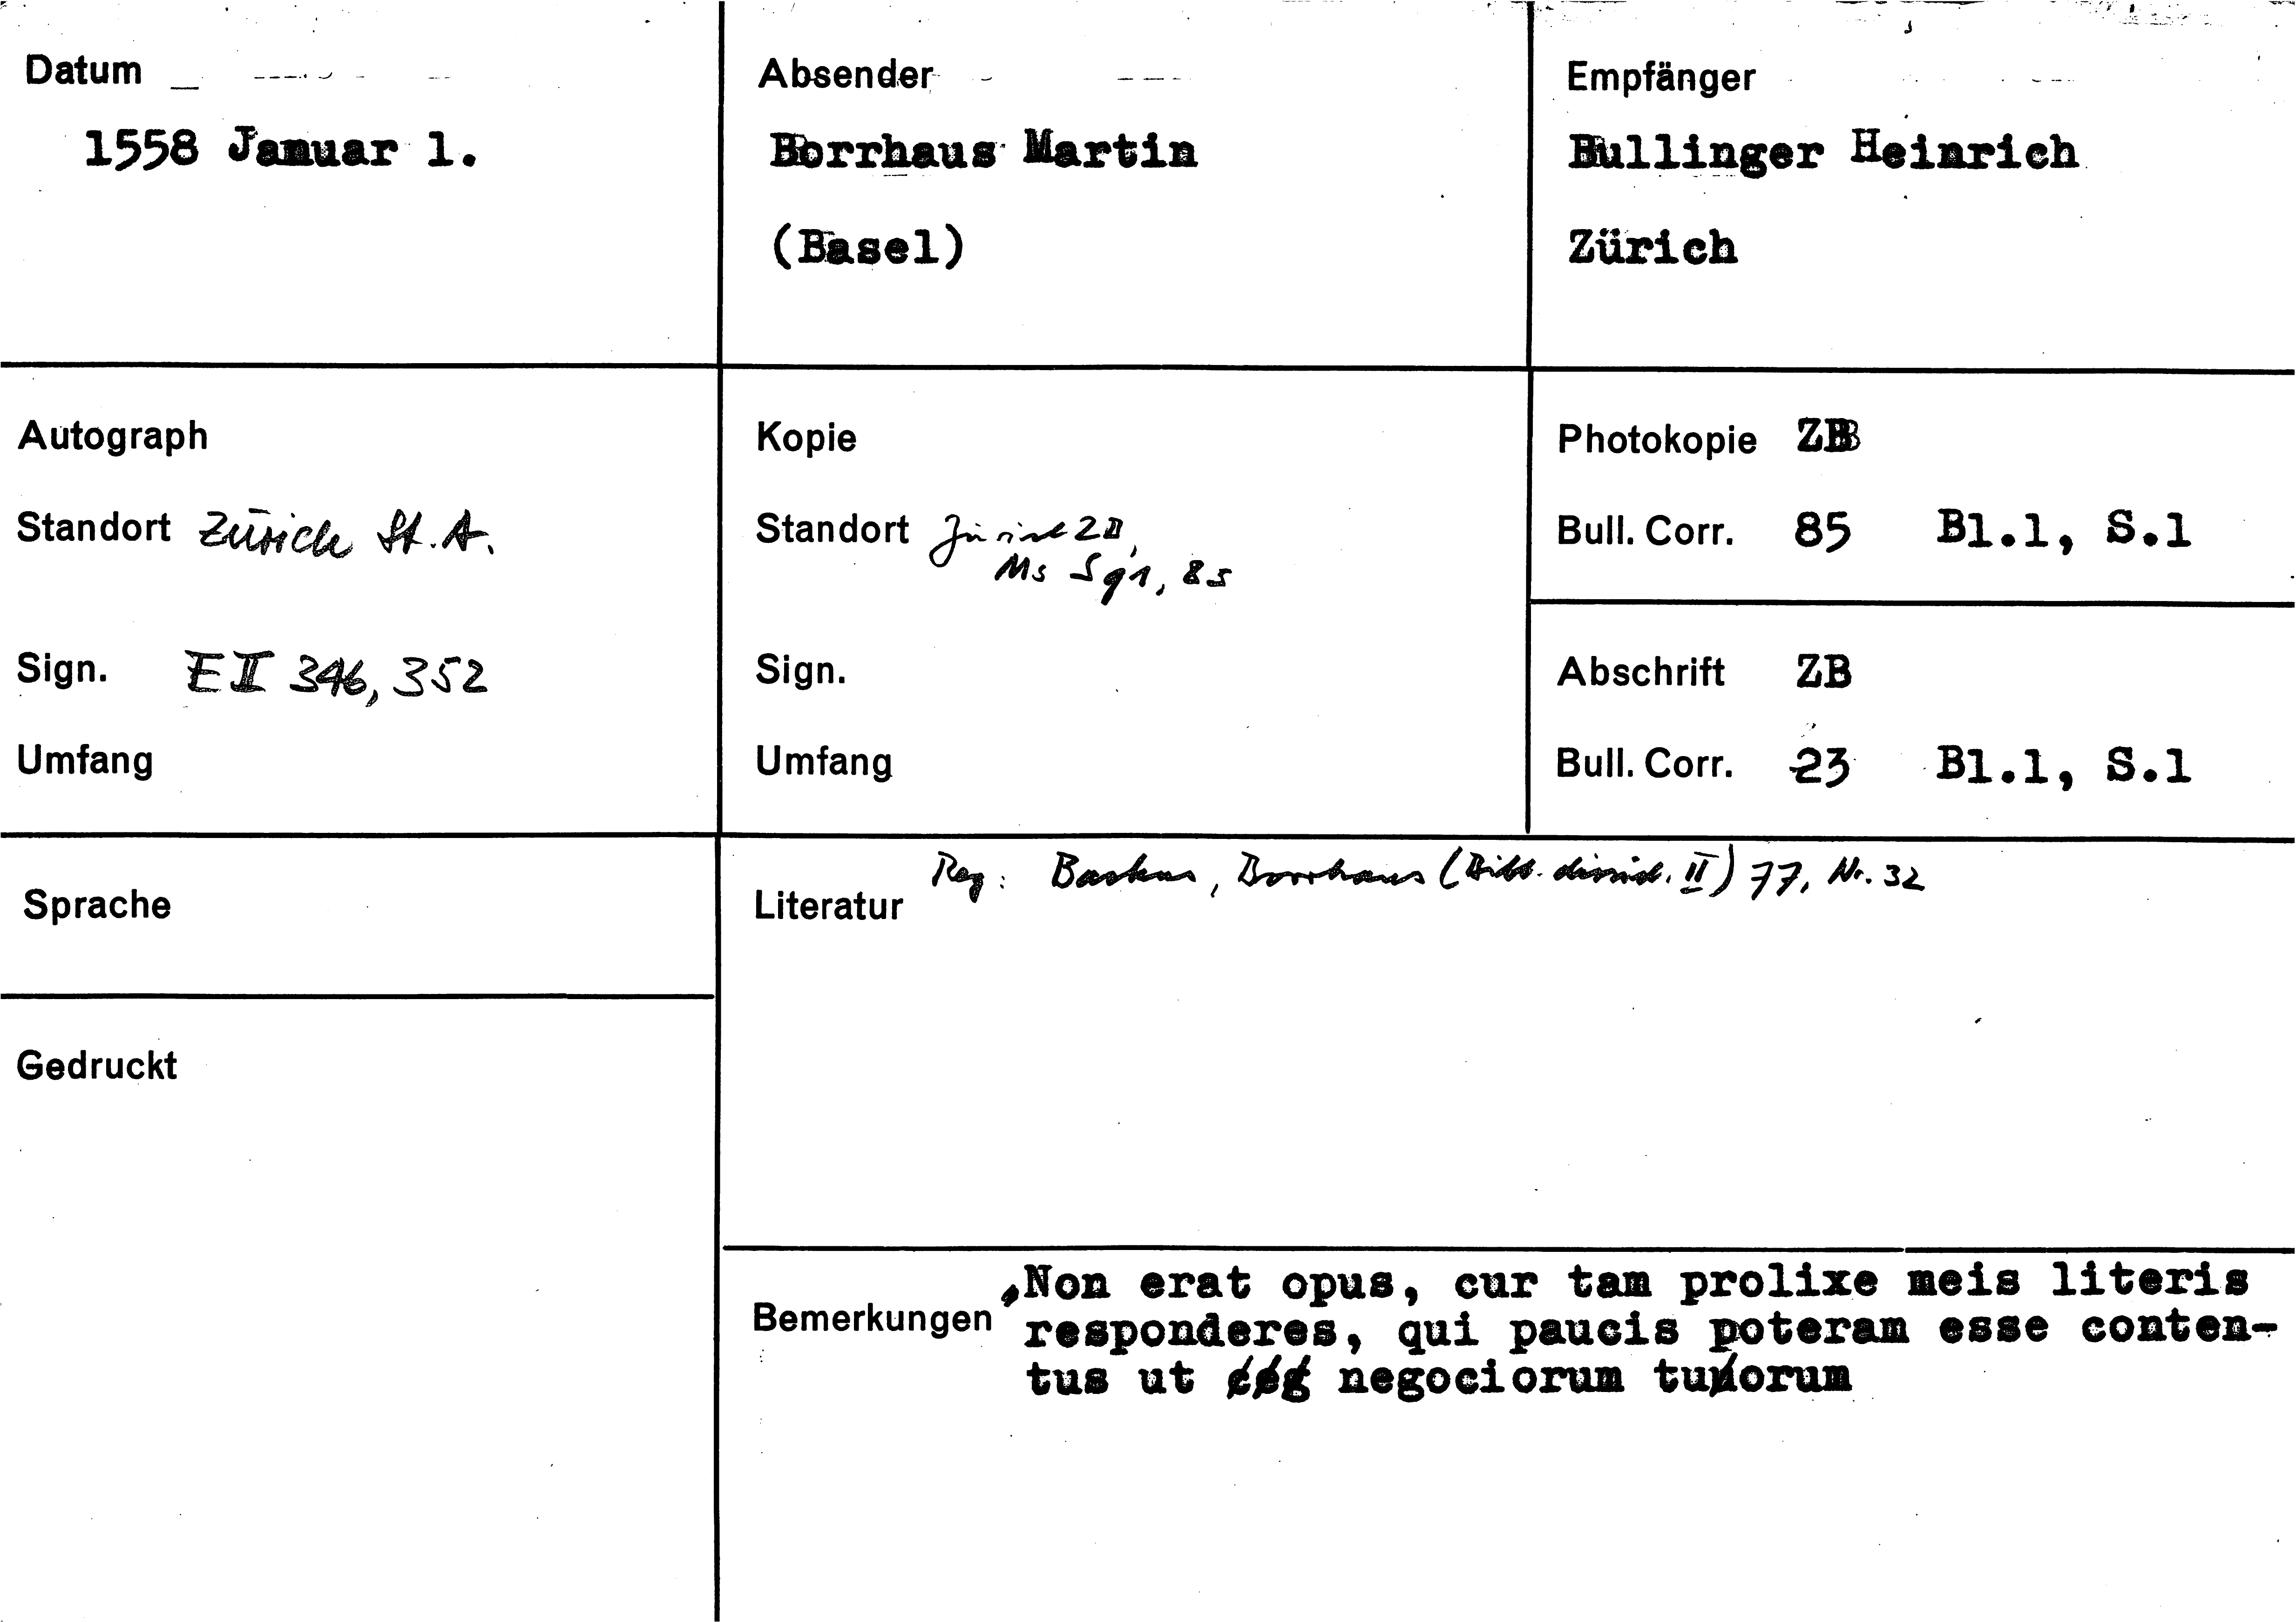 Datum
1558 Januar 1.
Absender
Borrhaus Martin
(Basel)
Empfänger
Bullinger Heinrich
Zürich
Autograph
Standort Zürich St. A.
Sign. E II 346, 352
Umfang
Kopie
Standort Zürich ZB,
Ms S 91, 85
Sign.
Umfang
Photokopie ZB
Bull. Corr. 85 Bl.1, S.1
Abschrift ZB
Bull. Corr. 23 Bl.1, S.1
Sprache
Gedruckt
Literatur Reg: Backus, Borrhaus (Bibl. dissid. II) 77, Nr. 32
Bemerkungen Non erat opus, cur tam prolixe meis literis
responderes, qui paucis poteram esse conten-
tus ut negociorum tuorum